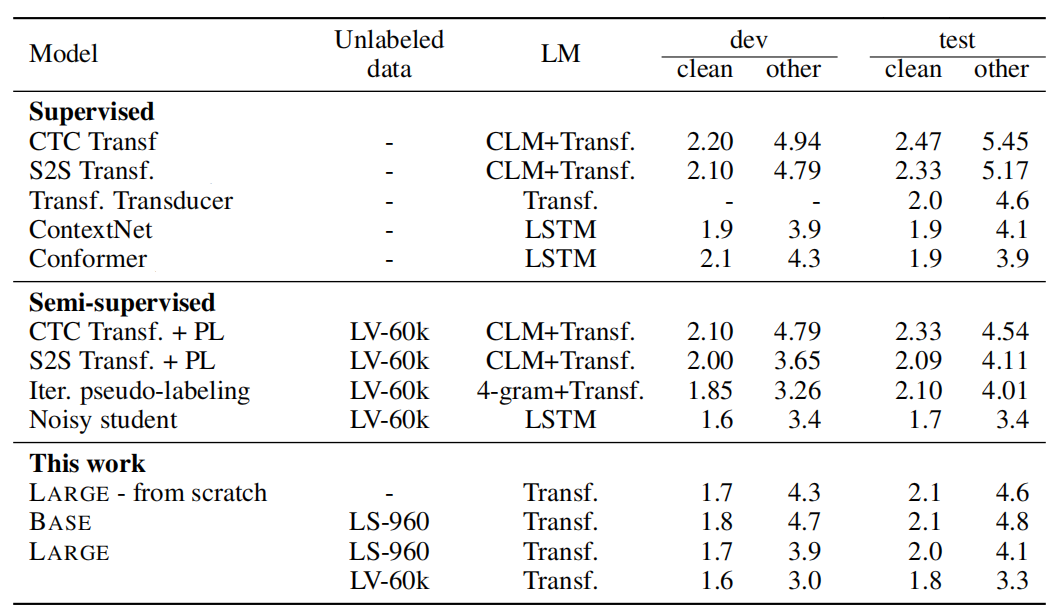 Model Unlabeled data LM dev test
clean other clean other
Supervised
CTC Transf - CLM+Transf. 2.20 4.94 2.47 5.45
S2S Transf. - CLM+Transf. 2.10 4.79 2.33 5.17
Transf. Transducer - Transf. - - 2.0 4.6
ContextNet - LSTM 1.9 3.9 1.9 4.1
Conformer - LSTM 2.1 4.3 1.9 3.9
Semi-supervised
CTC Transf. + PL LV-60k CLM+Transf. 2.10 4.79 2.33 4.54
S2S Transf. + PL LV-60k CLM+Transf. 2.00 3.65 2.09 4.11
Iter. pseudo-labeling LV-60k 4-gram+Transf. 1.85 3.26 2.10 4.01
Noisy student LV-60k LSTM 1.6 3.4 1.7 3.4
This work
LARGE - from scratch - Transf. 1.7 4.3 2.1 4.6
BASE LS-960 Transf. 1.8 4.7 2.1 4.8
LARGE LS-960 Transf. 1.7 3.9 2.0 4.1
LV-60k Transf. 1.6 3.0 1.8 3.3